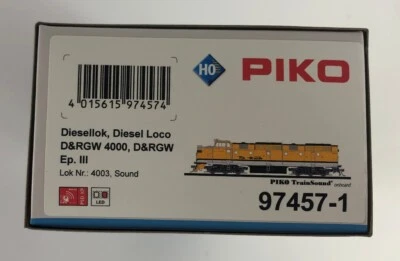 H0
PIKO
4 015615 974574
Diesellok, Diesel Loco
D&RGW 4000, D&RGW
Ep. III
Lok Nr.: 4003, Sound
PIKO TrainSound onboard
LED
97457-1